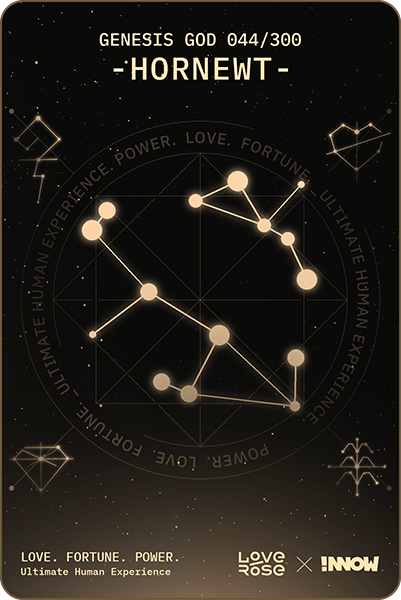 GENESIS GOD 044/300
-HORNEWT-
POWER. LOVE. FORTUNE - ULTIMATE HUMAN EXPERIENCE.
POWER. LOVE. FORTUNE - ULTIMATE HUMAN EXPERIENCE.
LOVE. FORTUNE. POWER.
Ultimate Human Experience
LOVE ROSE × !NNOW